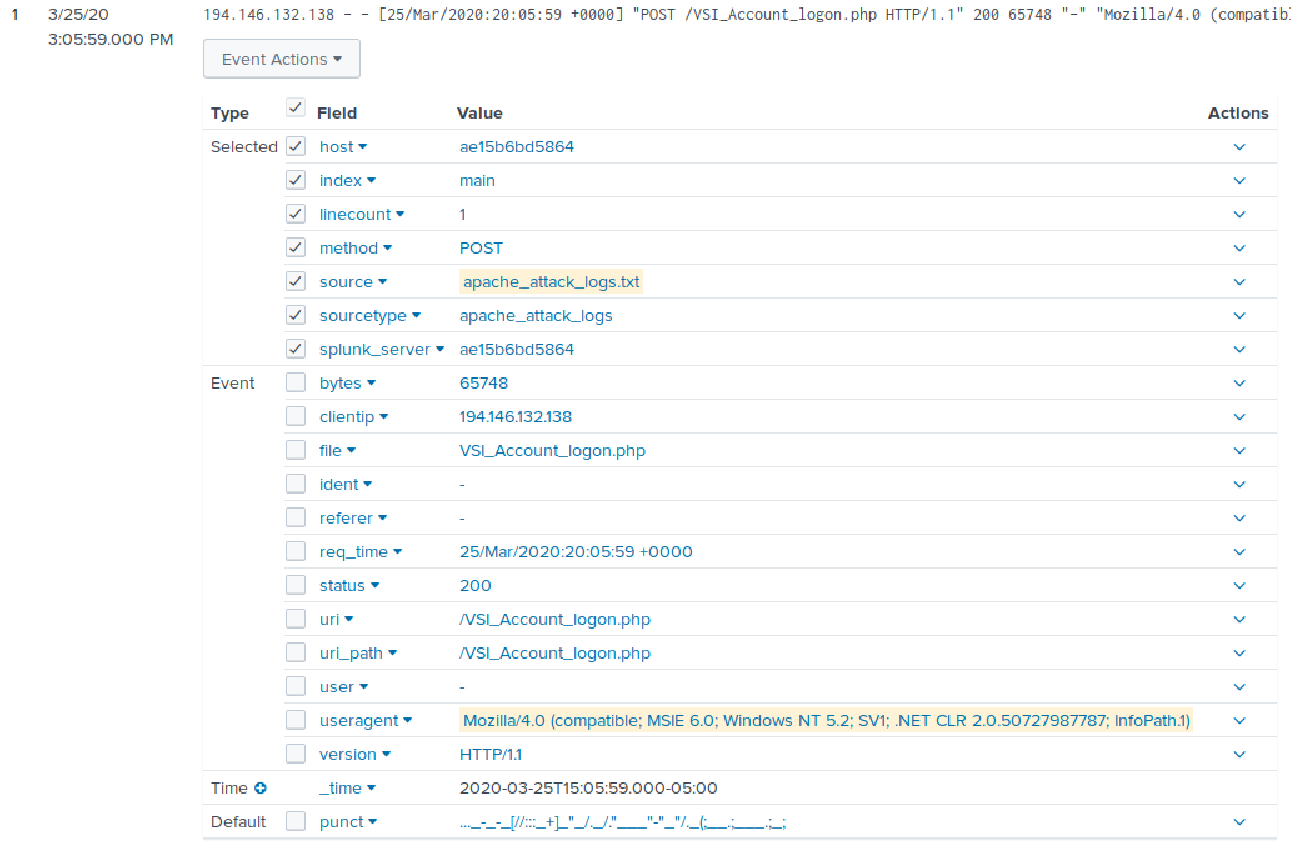 1 3/25/20 194.146.132.138 - - [25/Mar/2020:20:05:59 +0000] "POST /VSI_Account_logon.php HTTP/1.1" 200 65748 "-" "Mozilla/4.0 (compatibl
3:05:59.000 PM
Event Actions
Type Field Value Actions
Selected host ae15b6bd5864
index main
linecount 1
method POST
source apache_attack_logs.txt
sourcetype apache_attack_logs
splunk_server ae15b6bd5864
Event bytes 65748
clientip 194.146.132.138
file VSI_Account_logon.php
ident -
referer -
req_time 25/Mar/2020:20:05:59 +0000
status 200
uri /VSI_Account_logon.php
uri_path /VSI_Account_logon.php
user -
useragent Mozilla/4.0 (compatible; MSIE 6.0; Windows NT 5.2; SV1; .NET CLR 2.0.50727987787; InfoPath.1)
version HTTP/1.1
Time _time 2020-03-25T15:05:59.000-05:00
Default punct